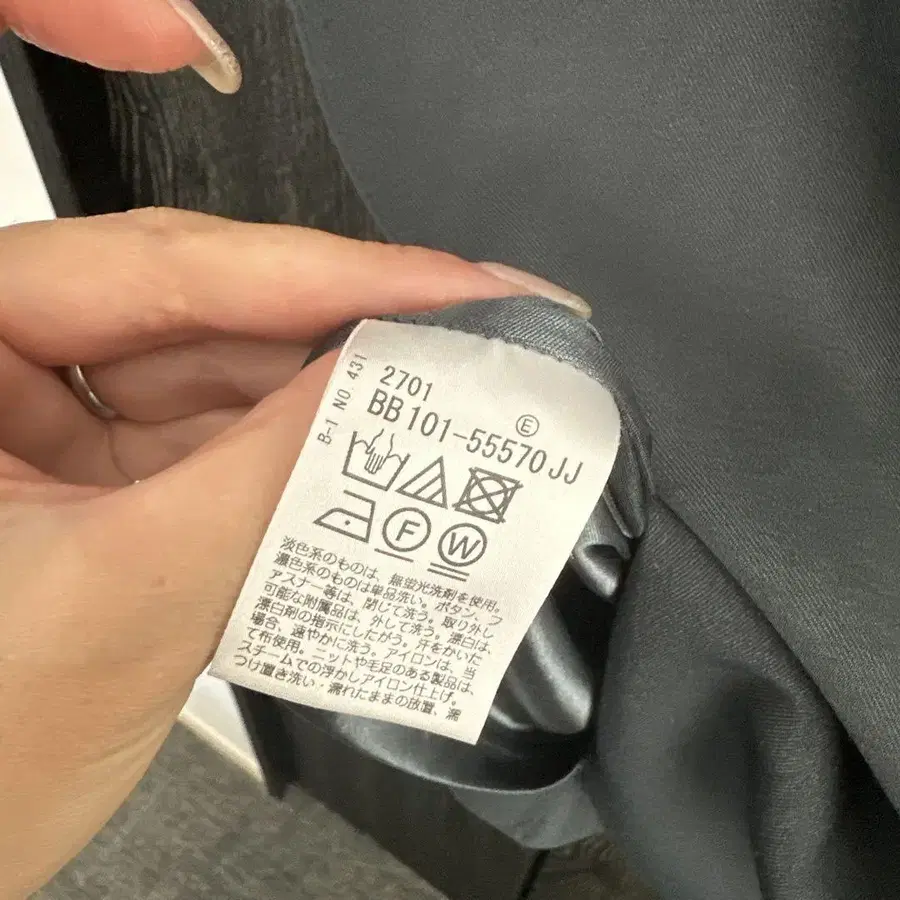 B-1 NO. 431
2701
Ⓔ
BB101-55570JJ
F
W
淡色系のものは、無蛍光洗剤を使用。
濃色系のものは単品洗い。ボタン、フ
ァスナー等は、閉じて洗う。取り外し
可能な附属品は、外して洗う。漂白は、
漂白剤の指示にしたがう。汗をかいた
場合、速やかに洗う。アイロンは、当
て布使用。ニットや毛足のある製品は、
スチームでの浮かしアイロン仕上げ。
つけ置き洗い・濡れたままの放置、濡